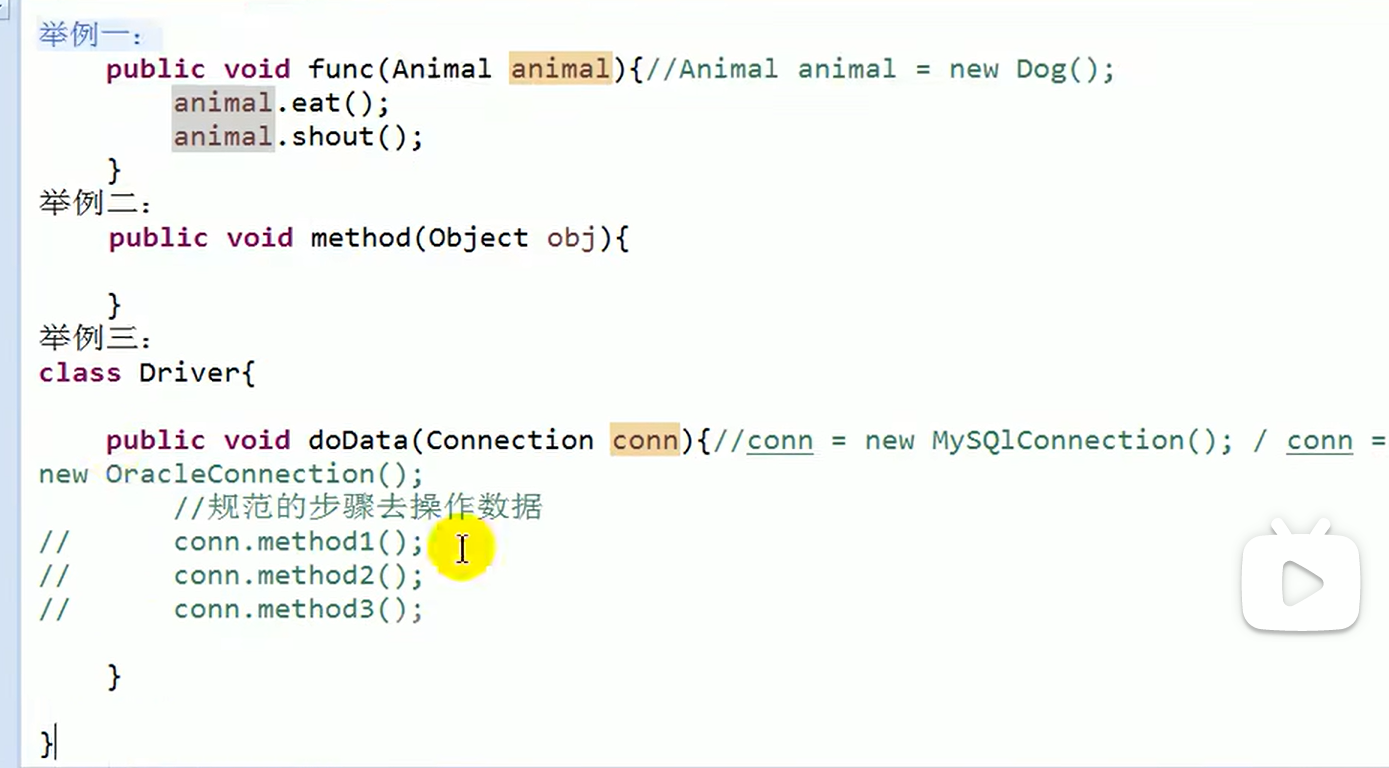 举例一：
public void func(Animal animal){//Animal animal = new Dog();
animal.eat();
animal.shout();
}
举例二：
public void method(Object obj){
}
举例三：
class Driver{
public void doData(Connection conn){//conn = new MySQlConnection(); / conn =
new OracleConnection();
//规范的步骤去操作数据
// conn.method1();
// conn.method2();
// conn.method3();
}
}